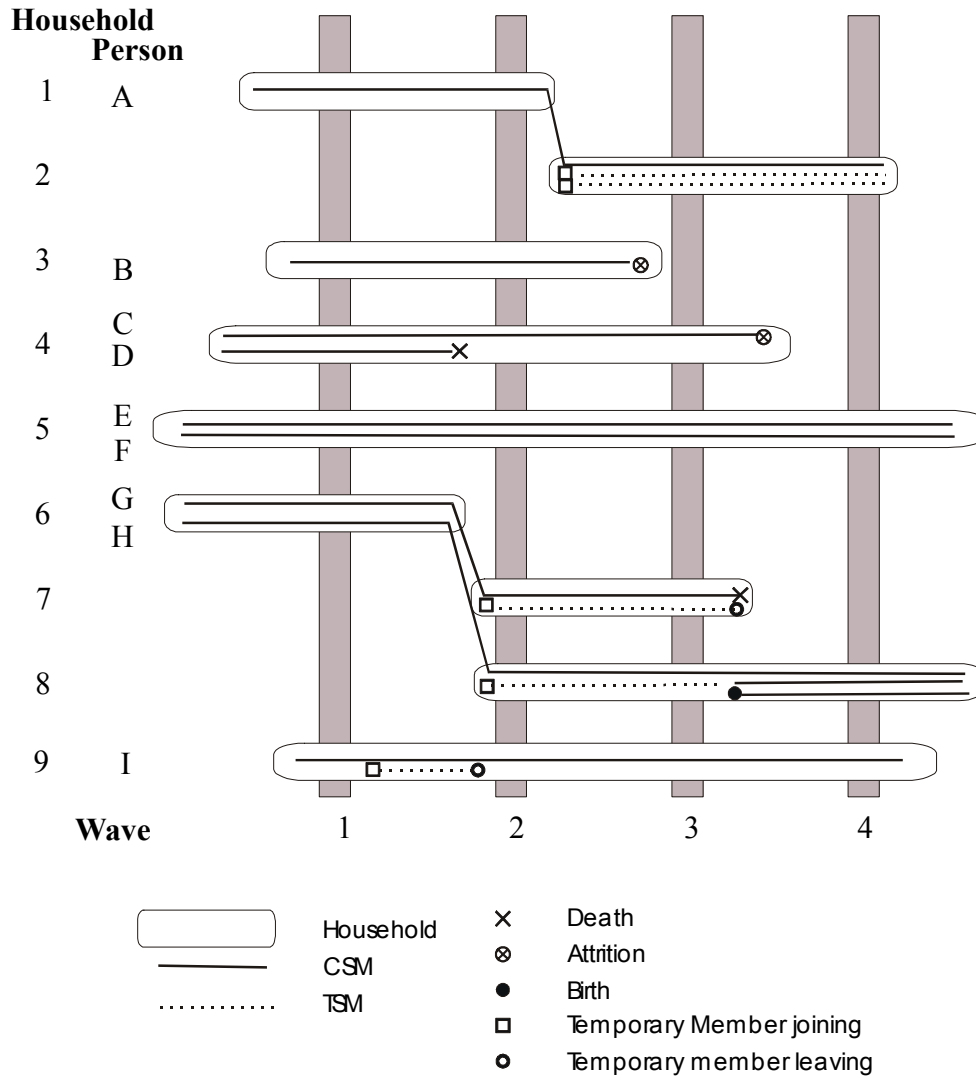 Household
Person
1 A
2
3 B
4 C
D
5 E
F
6 G
H
7
8
9 I
Wave 1 2 3 4
Household
CSM
TSM
Death
Attrition
Birth
Temporary Member joining
Temporary member leaving